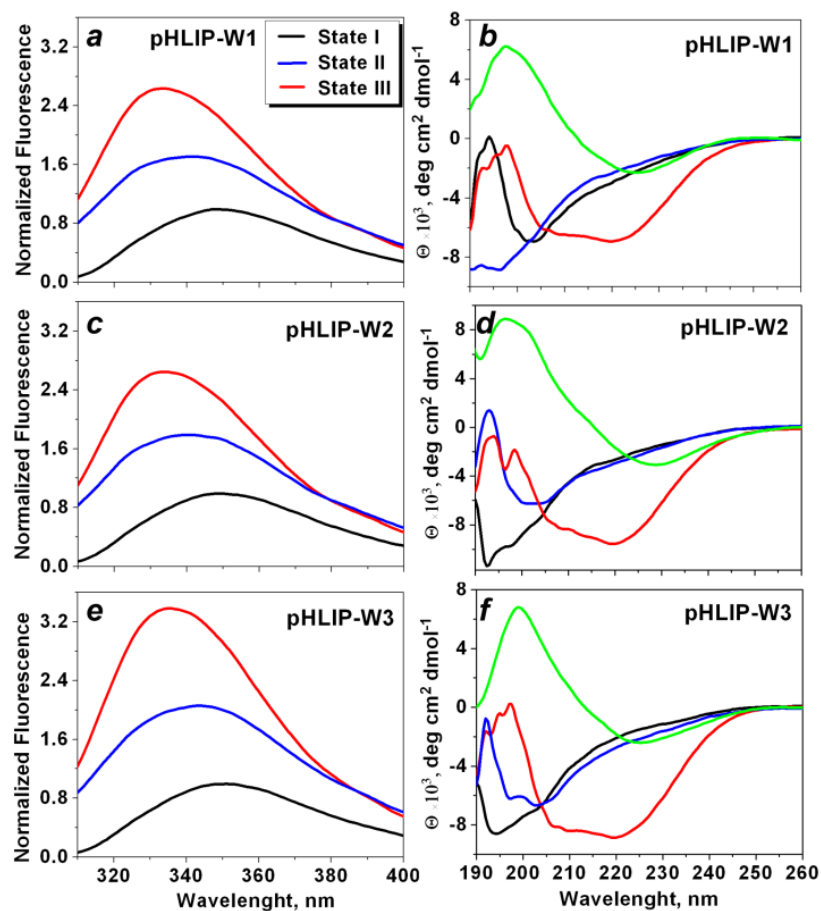 a
pHLIP-W1
State I
State II
State III
Normalized Fluorescence
3.2
2.4
1.6
0.8
0.0
b
pHLIP-W1
Θ ×10³, deg cm² dmol⁻¹
8
4
0
-4
-8
c
pHLIP-W2
Normalized Fluorescence
3.2
2.4
1.6
0.8
0.0
d
pHLIP-W2
Θ ×10³, deg cm² dmol⁻¹
8
4
0
-4
-8
e
pHLIP-W3
Normalized Fluorescence
3.2
2.4
1.6
0.8
0.0
320 340 360 380 400
Wavelenght, nm
f
pHLIP-W3
Θ ×10³, deg cm² dmol⁻¹
8
4
0
-4
-8
190 200 210 220 230 240 250 260
Wavelenght, nm